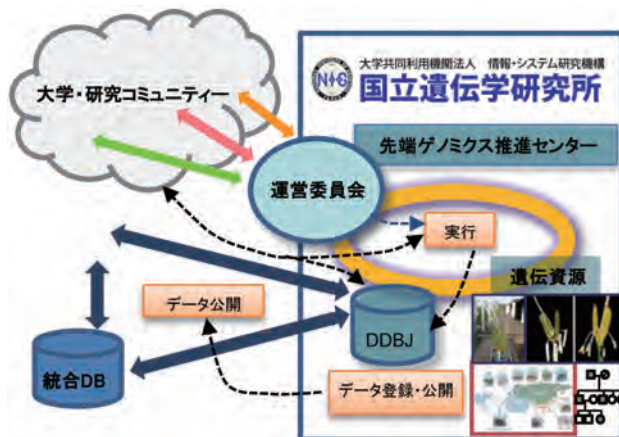 大学共同利用機関法人 情報・システム研究機構
NIG
国立遺伝学研究所
大学・研究コミュニティー
先端ゲノミクス推進センター
運営委員会
実行
遺伝資源
データ公開
DDBJ
統合DB
データ登録・公開